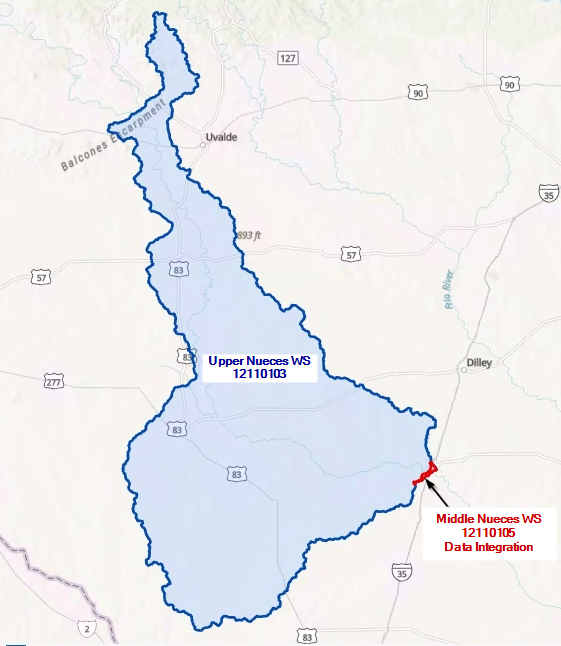 127
90
90
Balcones Escarpment
Uvalde
35
893 ft
57
83
57
Frio River
83
Upper Nueces WS
12110103
Dilley
277
83
83
Middle Nueces WS
12110105
Data Integration
35
2
83